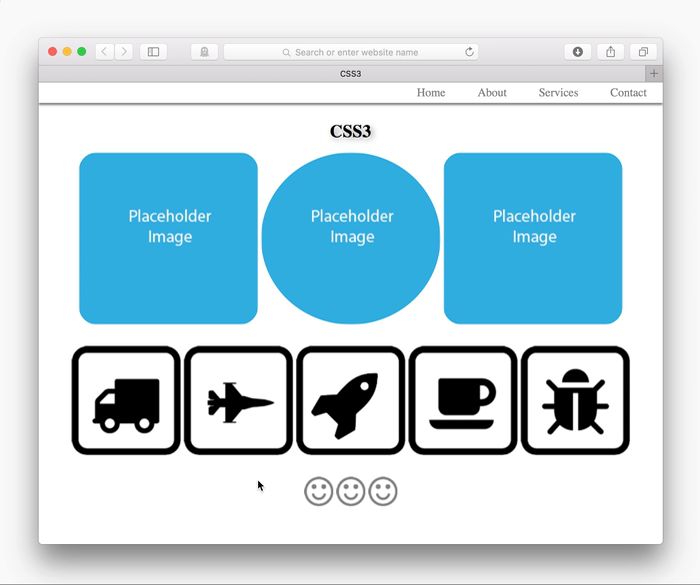 Search or enter website name
CSS3
Home About Services Contact
CSS3
Placeholder
Image
Placeholder
Image
Placeholder
Image